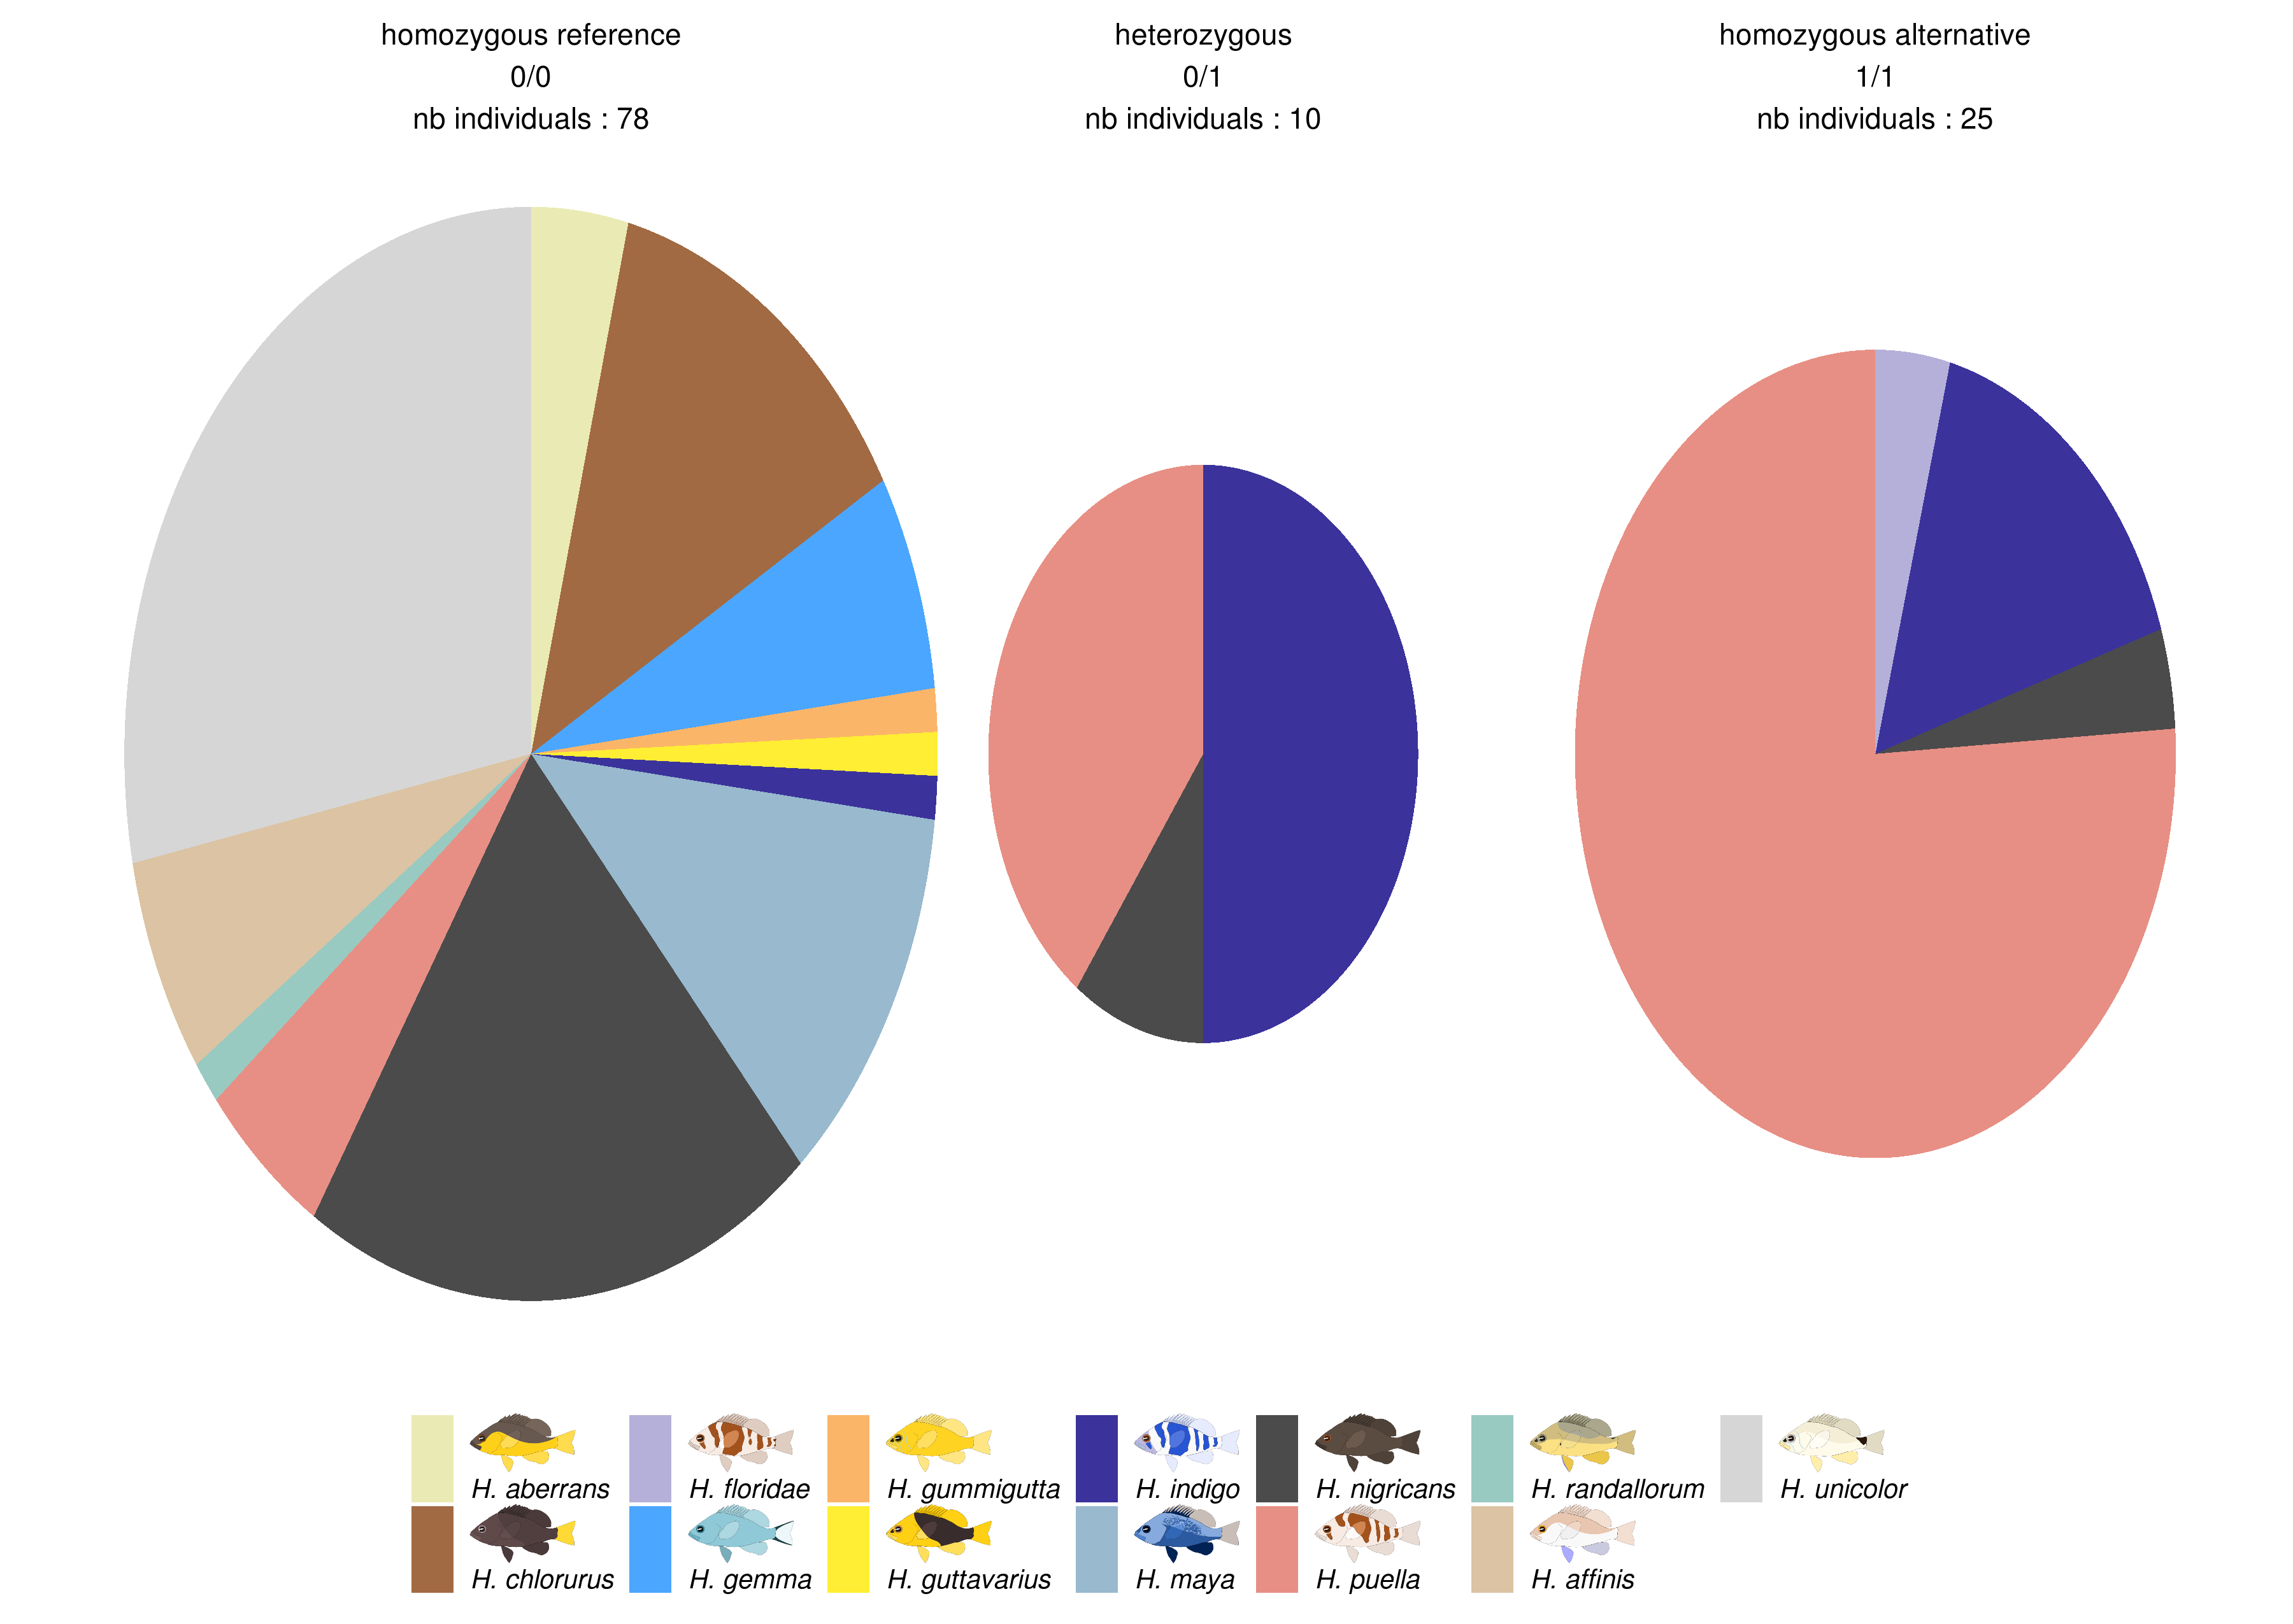 homozygous reference
0/0
nb individuals : 78
heterozygous
0/1
nb individuals : 10
homozygous alternative
1/1
nb individuals : 25
H. aberrans
H. floridae
H. gummigutta
H. indigo
H. nigricans
H. randallorum
H. unicolor
H. chlorurus
H. gemma
H. guttavarius
H. maya
H. puella
H. affinis